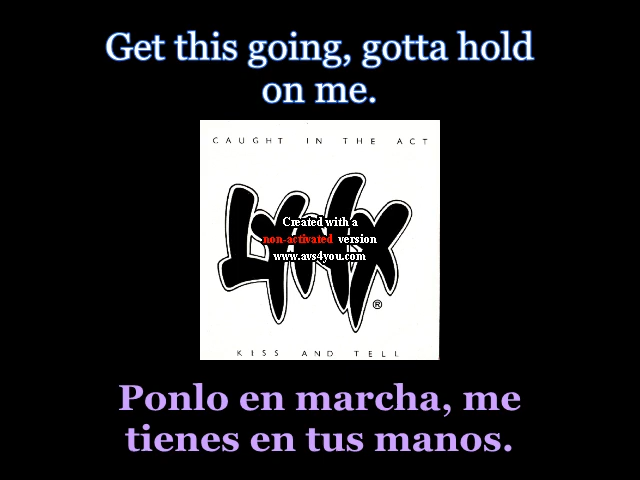 Get this going, gotta hold
on me.
CAUGHT IN THE ACT
LYNX
Created with a
non-activated version
www.avs4you.com
®
KISS AND TELL
Ponlo en marcha, me
tienes en tus manos.